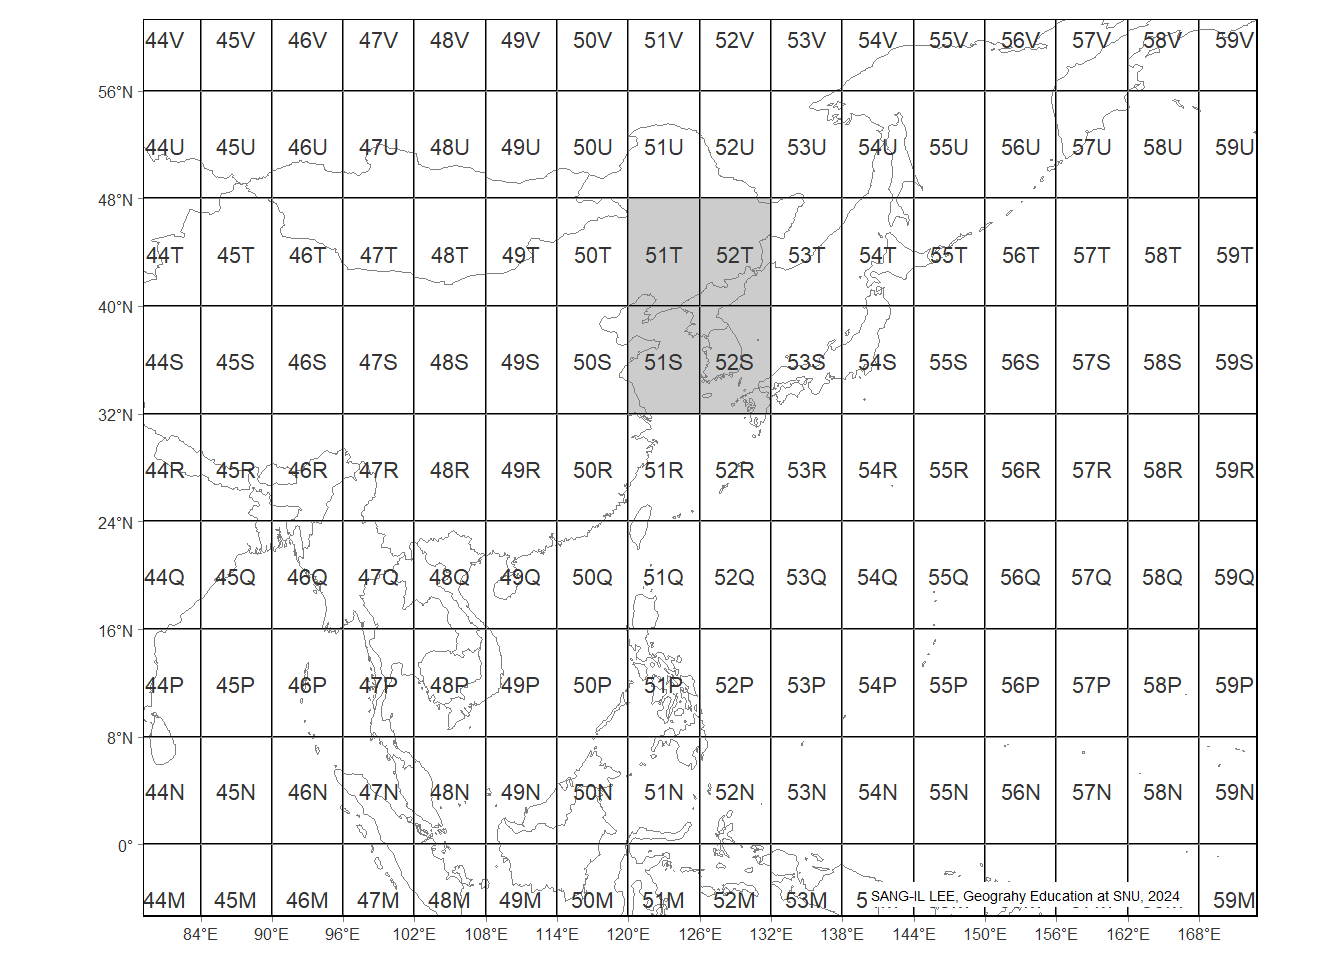 44V 45V 46V 47V 48V 49V 50V 51V 52V 53V 54V 55V 56V 57V 58V 59V
56°N
44U 45U 46U 47U 48U 49U 50U 51U 52U 53U 54U 55U 56U 57U 58U 59U
48°N
44T 45T 46T 47T 48T 49T 50T 51T 52T 53T 54T 55T 56T 57T 58T 59T
40°N
44S 45S 46S 47S 48S 49S 50S 51S 52S 53S 54S 55S 56S 57S 58S 59S
32°N
44R 45R 46R 47R 48R 49R 50R 51R 52R 53R 54R 55R 56R 57R 58R 59R
24°N
44Q 45Q 46Q 47Q 48Q 49Q 50Q 51Q 52Q 53Q 54Q 55Q 56Q 57Q 58Q 59Q
16°N
44P 45P 46P 47P 48P 49P 50P 51P 52P 53P 54P 55P 56P 57P 58P 59P
8°N
44N 45N 46N 47N 48N 49N 50N 51N 52N 53N 54N 55N 56N 57N 58N 59N
0°
44M 45M 46M 47M 48M 49M 50M 51M 52M 53M 59M
SANG-IL LEE, Geograhy Education at SNU, 2024
84°E 90°E 96°E 102°E 108°E 114°E 120°E 126°E 132°E 138°E 144°E 150°E 156°E 162°E 168°E